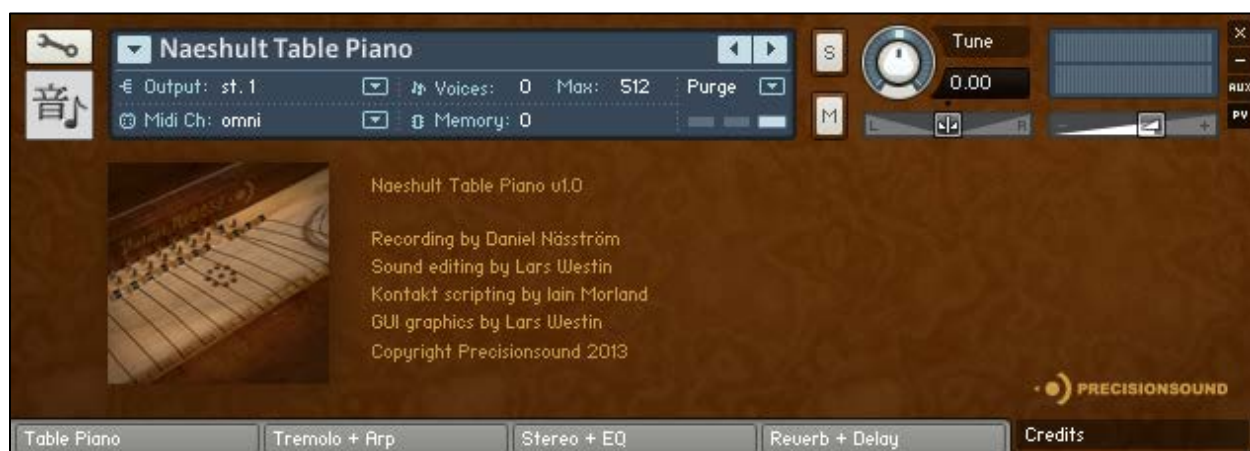 Naeshult Table Piano
S
Tune
×
Output: st. 1
Voices: 0 Max: 512
Purge
0.00
AUX
音♪
Midi Ch: omni
Memory: 0
M
L
R
-
+
PV
Naeshult Table Piano v1.0
Recording by Daniel Näsström
Sound editing by Lars Westin
Kontakt scripting by Iain Morland
GUI graphics by Lars Westin
Copyright Precisionsound 2013
PRECISIONSOUND
Table Piano
Tremolo + Arp
Stereo + EQ
Reverb + Delay
Credits